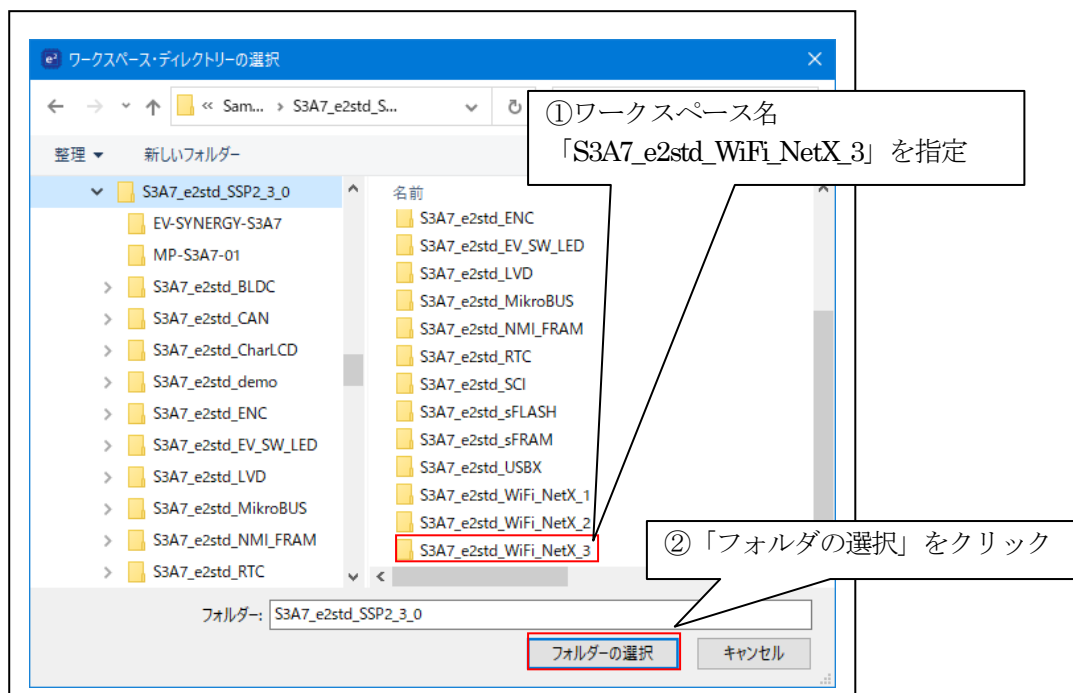 ワークスペース・ディレクトリーの選択
« Sam... › S3A7_e2std_S...
①ワークスペース名
「S3A7_e2std_WiFi_NetX_3」を指定
整理 新しいフォルダー
S3A7_e2std_SSP2_3_0
EV-SYNERGY-S3A7
MP-S3A7-01
S3A7_e2std_BLDC
S3A7_e2std_CAN
S3A7_e2std_CharLCD
S3A7_e2std_demo
S3A7_e2std_ENC
S3A7_e2std_EV_SW_LED
S3A7_e2std_LVD
S3A7_e2std_MikroBUS
S3A7_e2std_NMI_FRAM
S3A7_e2std_RTC
名前
S3A7_e2std_ENC
S3A7_e2std_EV_SW_LED
S3A7_e2std_LVD
S3A7_e2std_MikroBUS
S3A7_e2std_NMI_FRAM
S3A7_e2std_RTC
S3A7_e2std_SCI
S3A7_e2std_sFLASH
S3A7_e2std_sFRAM
S3A7_e2std_USBX
S3A7_e2std_WiFi_NetX_1
S3A7_e2std_WiFi_NetX_2
S3A7_e2std_WiFi_NetX_3
②「フォルダの選択」をクリック
フォルダー: S3A7_e2std_SSP2_3_0
フォルダーの選択 キャンセル